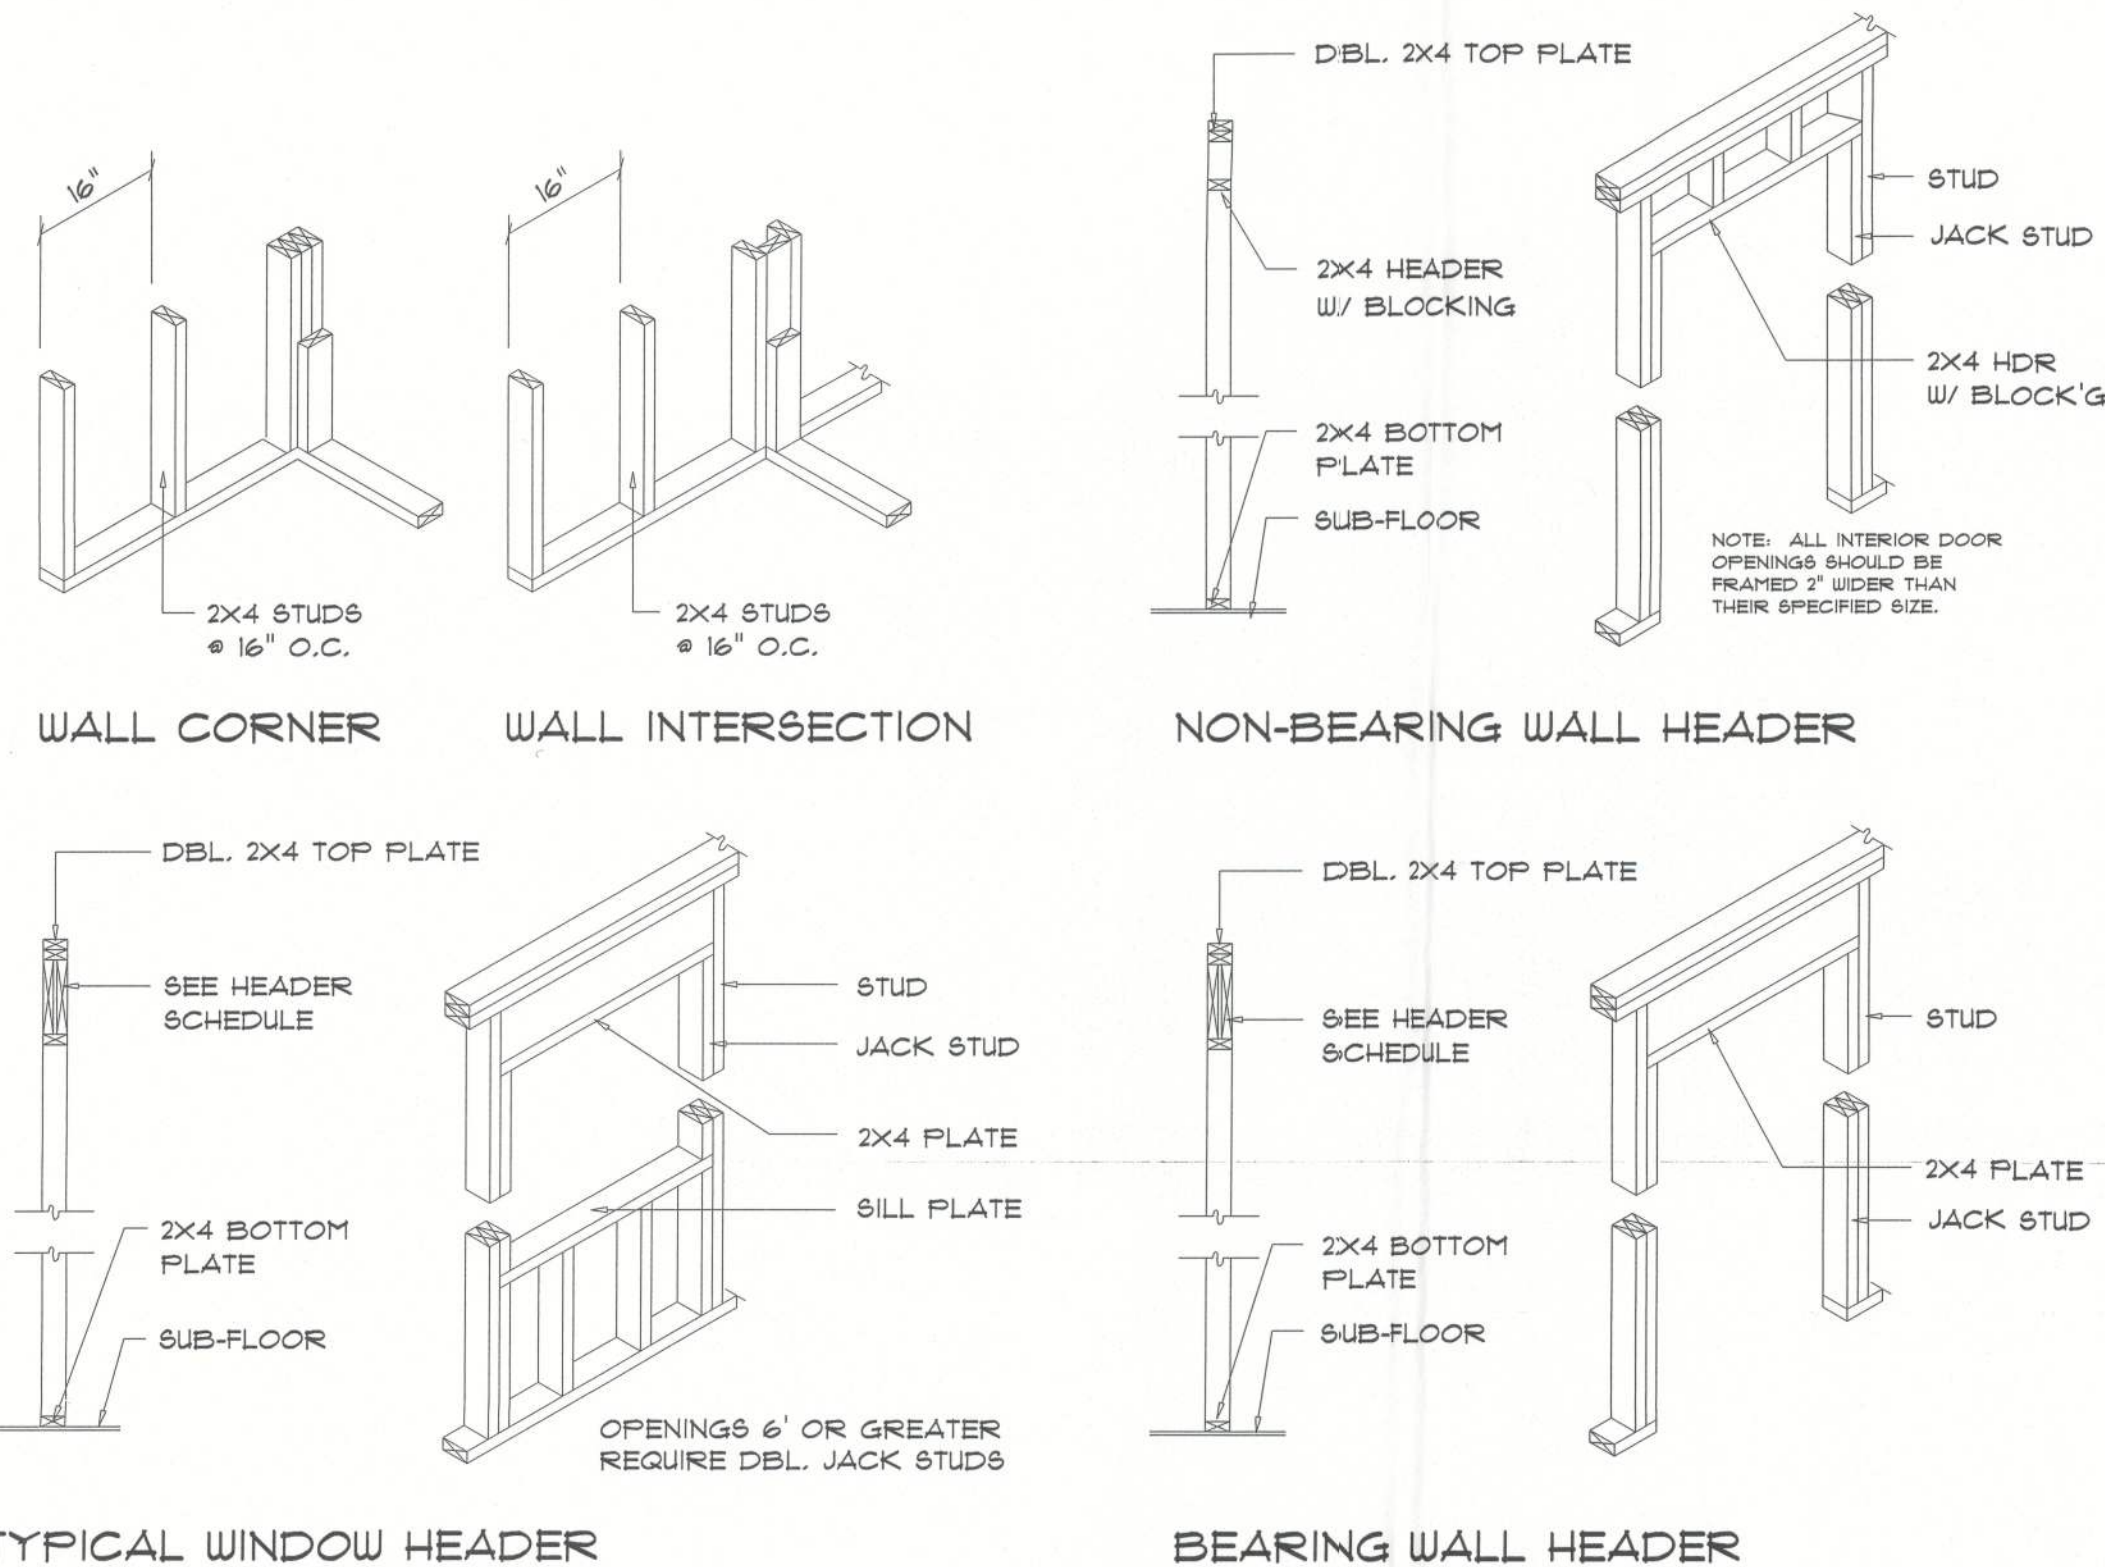 16"
2X4 STUDS
@ 16" O.C.
WALL CORNER
16"
2X4 STUDS
@ 16" O.C.
WALL INTERSECTION
DBL. 2X4 TOP PLATE
2X4 HEADER
W/ BLOCKING
2X4 BOTTOM
PLATE
SUB-FLOOR
STUD
JACK STUD
2X4 HDR
W/ BLOCK'G
NOTE: ALL INTERIOR DOOR
OPENINGS SHOULD BE
FRAMED 2" WIDER THAN
THEIR SPECIFIED SIZE.
NON-BEARING WALL HEADER
DBL. 2X4 TOP PLATE
SEE HEADER
SCHEDULE
2X4 BOTTOM
PLATE
SUB-FLOOR
STUD
JACK STUD
2X4 PLATE
SILL PLATE
OPENINGS 6' OR GREATER
REQUIRE DBL. JACK STUDS
TYPICAL WINDOW HEADER
DBL. 2X4 TOP PLATE
SEE HEADER
SCHEDULE
2X4 BOTTOM
PLATE
SUB-FLOOR
STUD
2X4 PLATE
JACK STUD
BEARING WALL HEADER